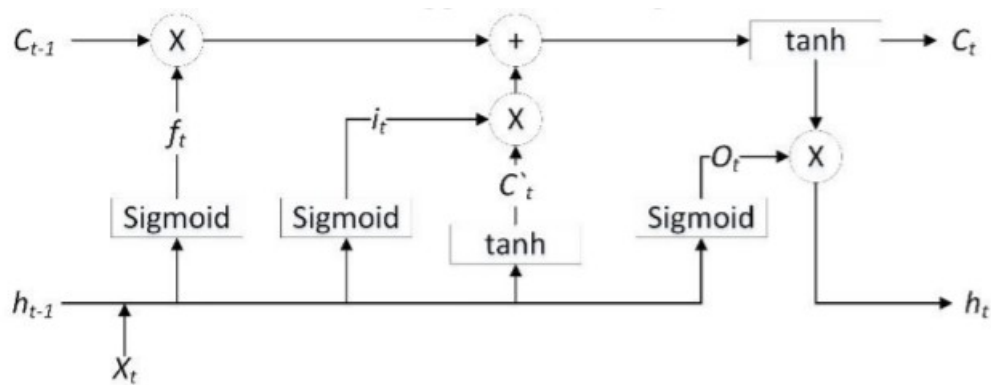 C_{t-1} X + tanh C_t
f_t i_t X O_t X
C`_t
Sigmoid Sigmoid tanh Sigmoid
h_{t-1} h_t
X_t